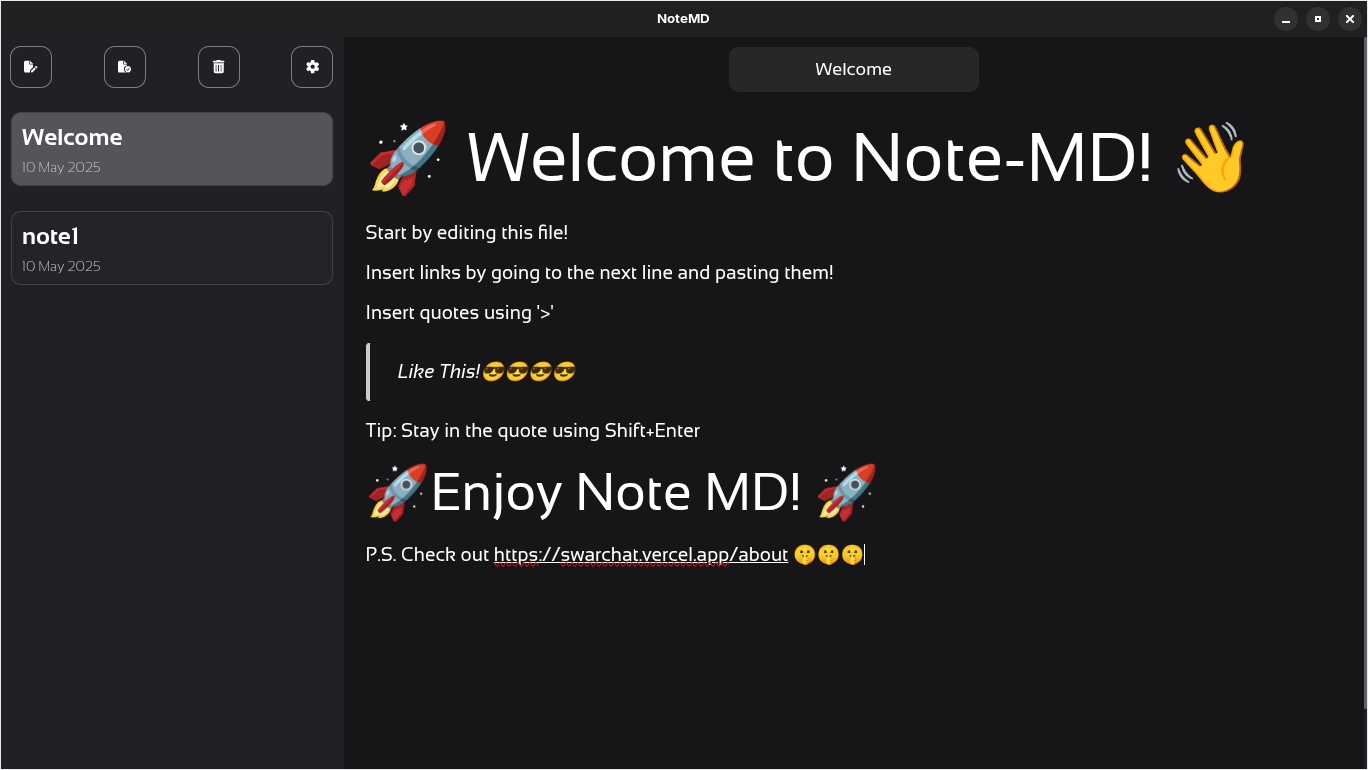 NoteMD
Welcome
10 May 2025
note1
10 May 2025
Welcome
🚀 Welcome to Note-MD! 👋
Start by editing this file!
Insert links by going to the next line and pasting them!
Insert quotes using '>'
Like This!😎😎😎😎
Tip: Stay in the quote using Shift+Enter
🚀Enjoy Note MD! 🚀
P.S. Check out https://swarchat.vercel.app/about 🤫🤫🤫